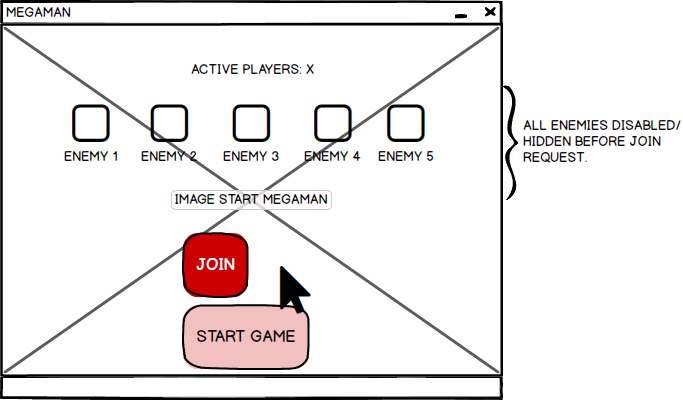 MEGAMAN
ACTIVE PLAYERS: X
ENEMY 1 ENEMY 2 ENEMY 3 ENEMY 4 ENEMY 5
ALL ENEMIES DISABLED/
HIDDEN BEFORE JOIN
REQUEST.
IMAGE START MEGAMAN
JOIN
START GAME